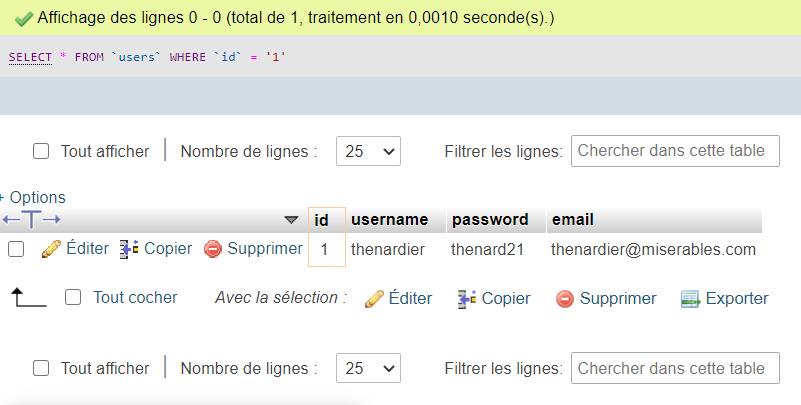 Affichage des lignes 0 - 0 (total de 1, traitement en 0,0010 seconde(s).)
SELECT * FROM `users` WHERE `id` = '1'
Tout afficher Nombre de lignes : 25 Filtrer les lignes: Chercher dans cette table
+ Options
←T→ id username password email
Éditer Copier Supprimer 1 thenardier thenard21 thenardier@miserables.com
Tout cocher Avec la sélection : Éditer Copier Supprimer Exporter
Tout afficher Nombre de lignes : 25 Filtrer les lignes: Chercher dans cette table